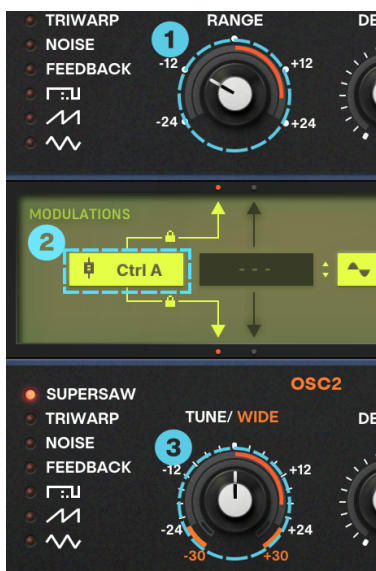 TRIWARP
NOISE
FEEDBACK
RANGE
1
-12
+12
-24
+24
MODULATIONS
2
Ctrl A
---
OSC2
SUPERSAW
TRIWARP
NOISE
FEEDBACK
TUNE/ WIDE
DE
3
-12
+12
-24
+24
-30
+30